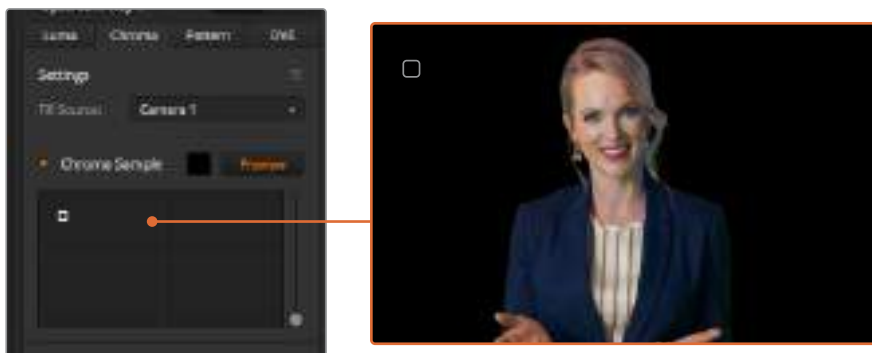 Luma Chroma Pattern DVE
Settings
Fill Source: Camera 1
Chroma Sample Preview